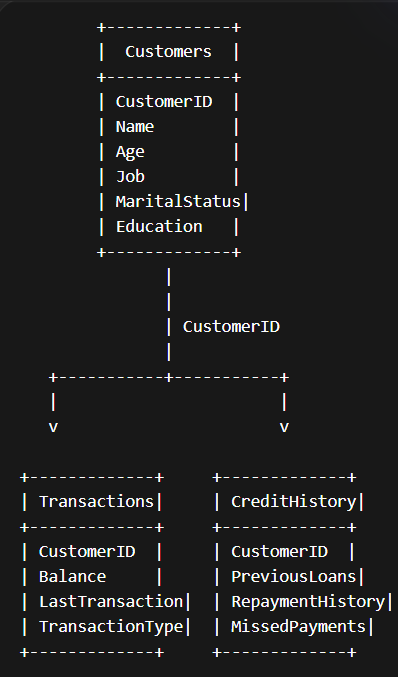 +-------------+
|  Customers  |
+-------------+
| CustomerID  |
| Name        |
| Age         |
| Job         |
| MaritalStatus|
| Education   |
+-------------+
|
|
| CustomerID
|
+-----------+-----------+
|                       |
v                       v
+-------------+     +-------------+
| Transactions|     | CreditHistory|
+-------------+     +-------------+
| CustomerID  |     | CustomerID  |
| Balance     |     | PreviousLoans|
| LastTransaction|  | RepaymentHistory|
| TransactionType|  | MissedPayments|
+-------------+     +-------------+